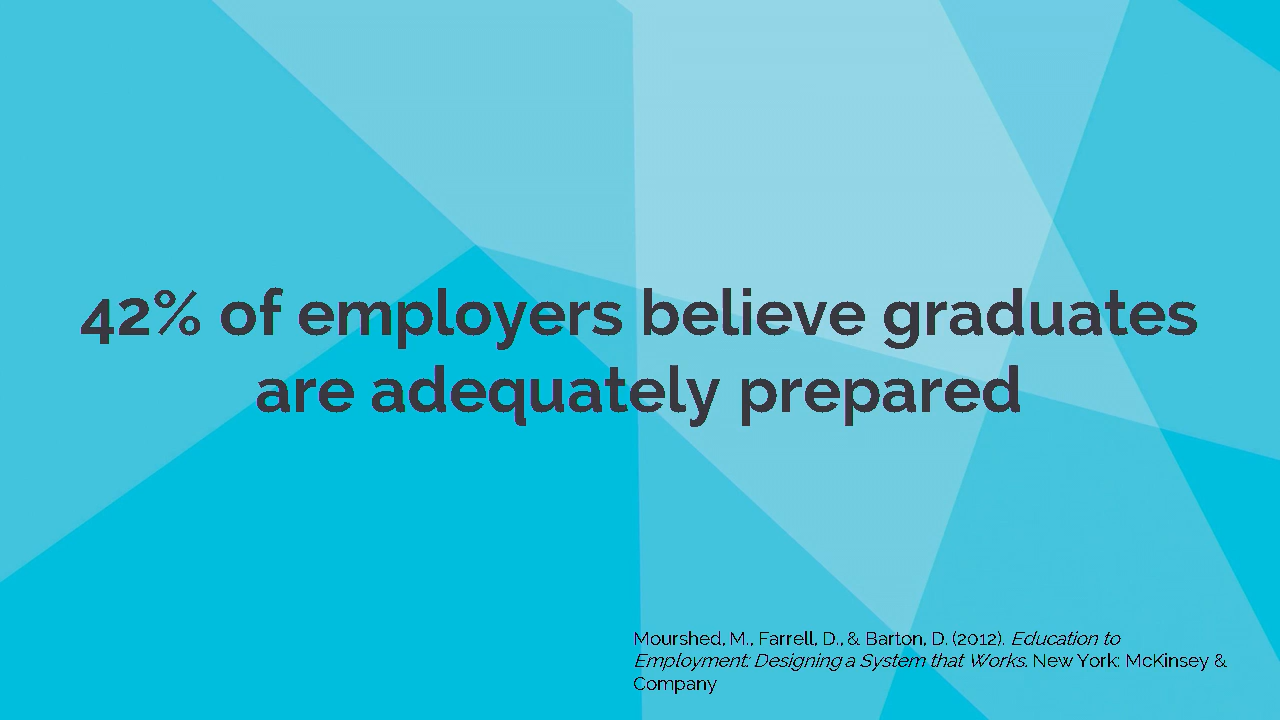 42% of employers believe graduates
are adequately prepared
Mourshed, M., Farrell, D., & Barton, D. (2012). Education to
Employment: Designing a System that Works. New York: McKinsey &
Company